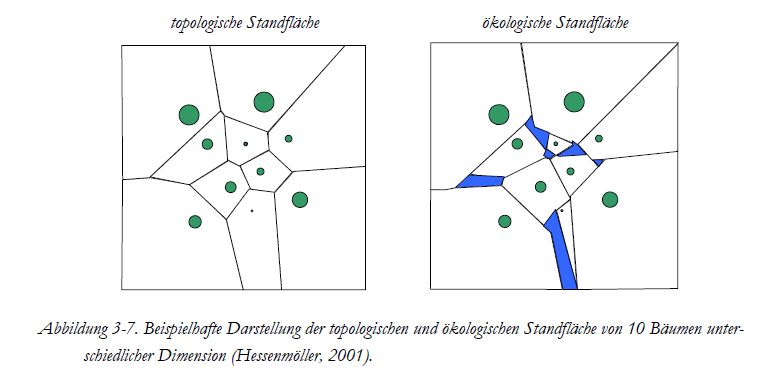 topologische Standfläche
ökologische Standfläche
Abbildung 3-7. Beispielhafte Darstellung der topologischen und ökologischen Standfläche von 10 Bäumen unter-
schiedlicher Dimension (Hessenmöller, 2001).